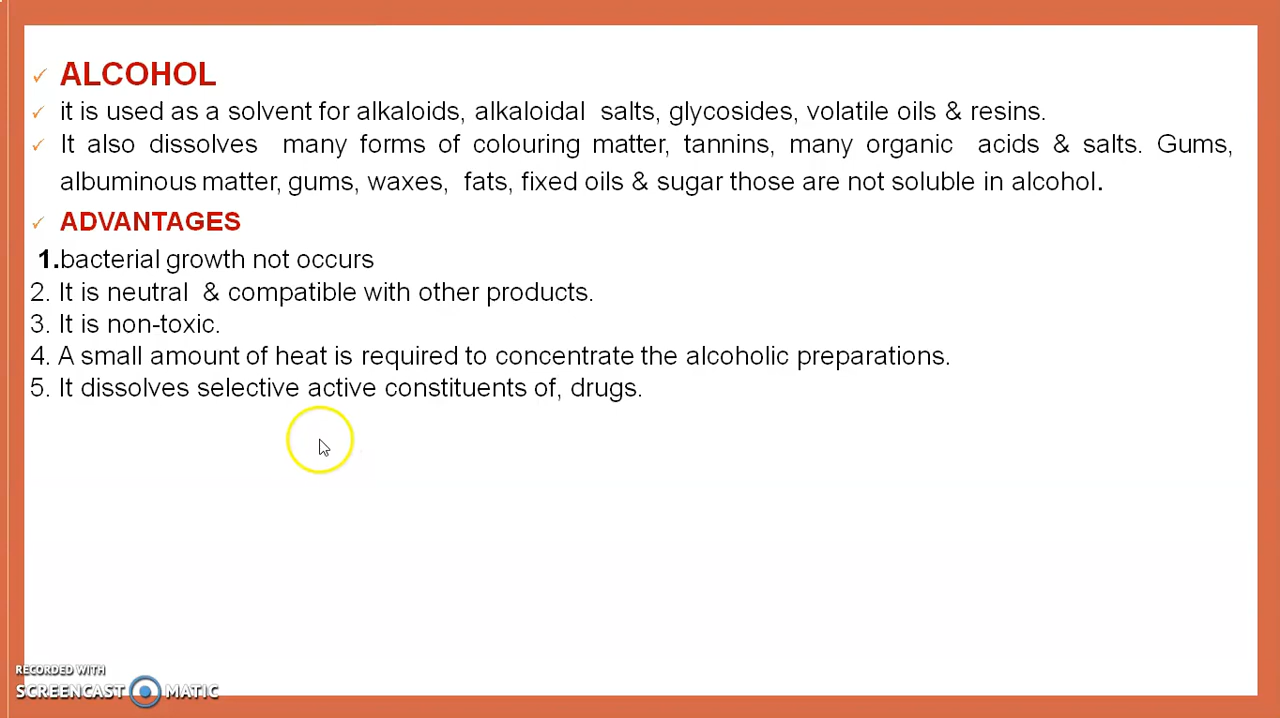 ALCOHOL
it is used as a solvent for alkaloids, alkaloidal salts, glycosides, volatile oils & resins.
It also dissolves many forms of colouring matter, tannins, many organic acids & salts. Gums,
albuminous matter, gums, waxes, fats, fixed oils & sugar those are not soluble in alcohol.
ADVANTAGES
1.bacterial growth not occurs
2. It is neutral & compatible with other products.
3. It is non-toxic.
4. A small amount of heat is required to concentrate the alcoholic preparations.
5. It dissolves selective active constituents of, drugs.
RECORDED WITH
SCREENCAST MATIC